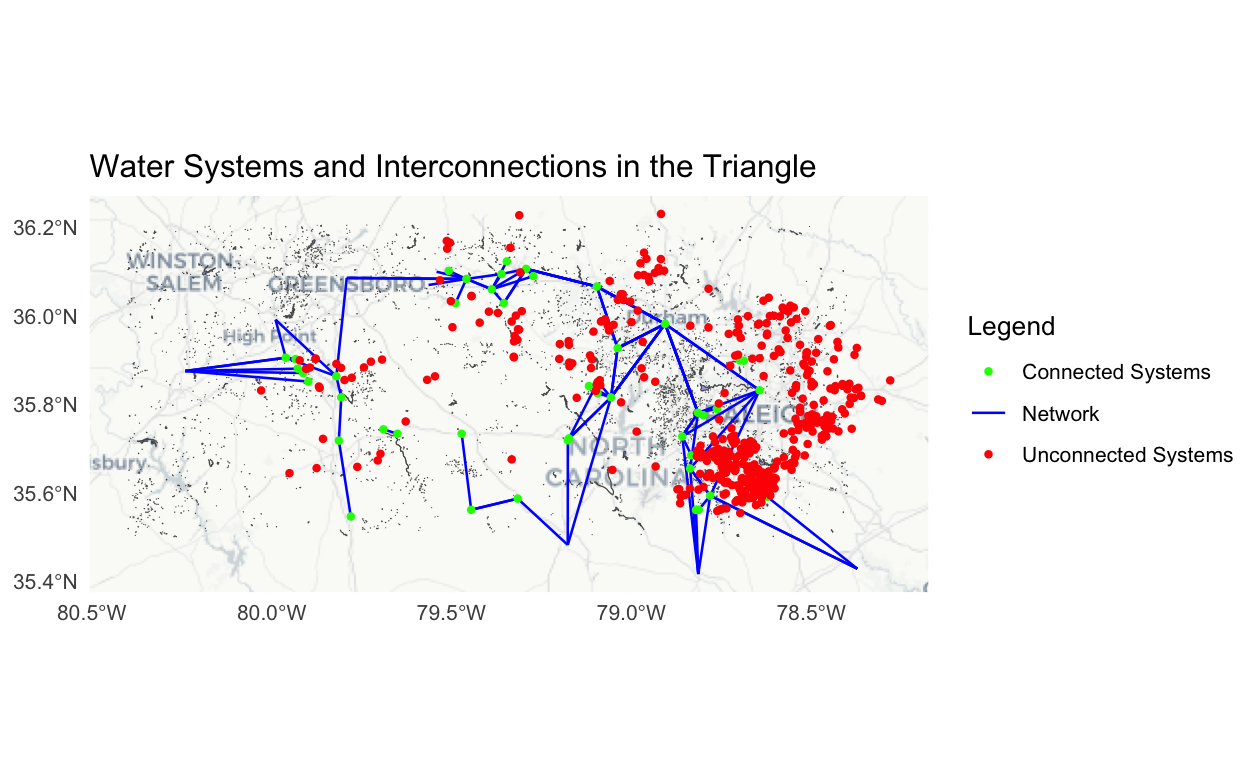 Water Systems and Interconnections in the Triangle
36.2°N
36.0°N
35.8°N
35.6°N
35.4°N
80.5°W
80.0°W
79.5°W
79.0°W
78.5°W
WINSTON-
SALEM
GREENSBORO
High Point
Durham
RALEIG
NORTH
CAROLINA
sbury
Legend
Connected Systems
Network
Unconnected Systems